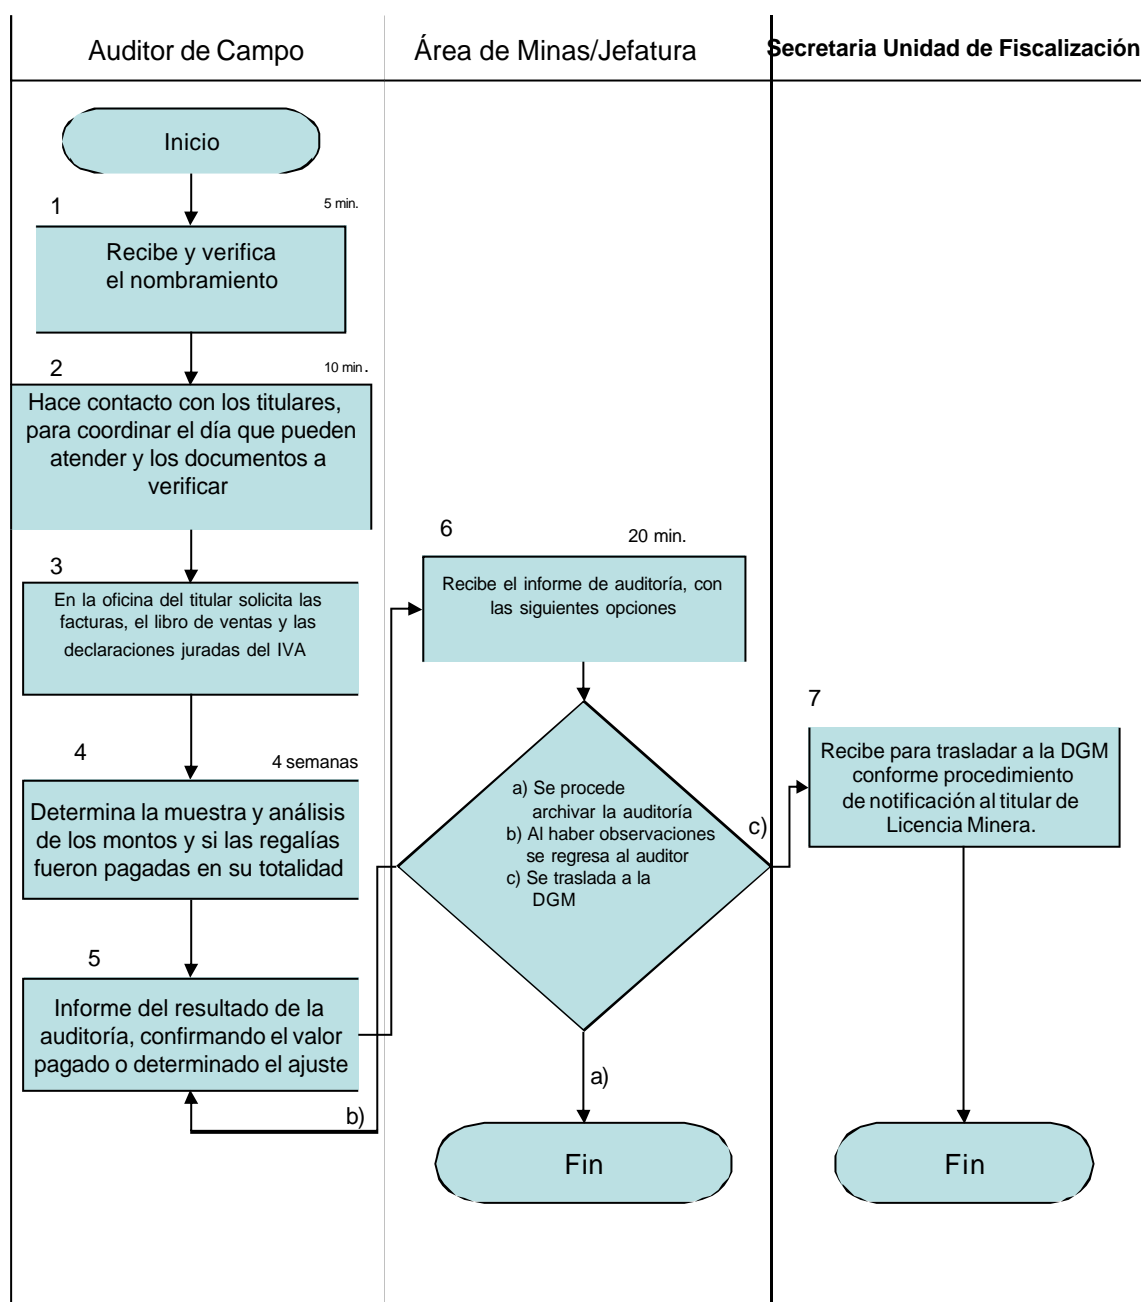 Auditor de Campo
Área de Minas/Jefatura
Secretaria Unidad de Fiscalización
Inicio
1
5 min.
Recibe y verifica
el nombramiento
2
10 min.
Hace contacto con los titulares,
para coordinar el día que pueden
atender y los documentos a
verificar
3
En la oficina del titular solicita las
facturas, el libro de ventas y las
declaraciones juradas del IVA
4
4 semanas
Determina la muestra y análisis
de los montos y si las regalías
fueron pagadas en su totalidad
5
Informe del resultado de la
auditoría, confirmando el valor
pagado o determinado el ajuste
b)
6
20 min.
Recibe el informe de auditoría, con
las siguientes opciones
a) Se procede
archivar la auditoría
b) Al haber observaciones
se regresa al auditor
c) Se traslada a la
DGM
c)
a)
Fin
7
Recibe para trasladar a la DGM
conforme procedimiento
de notificación al titular de
Licencia Minera.
Fin